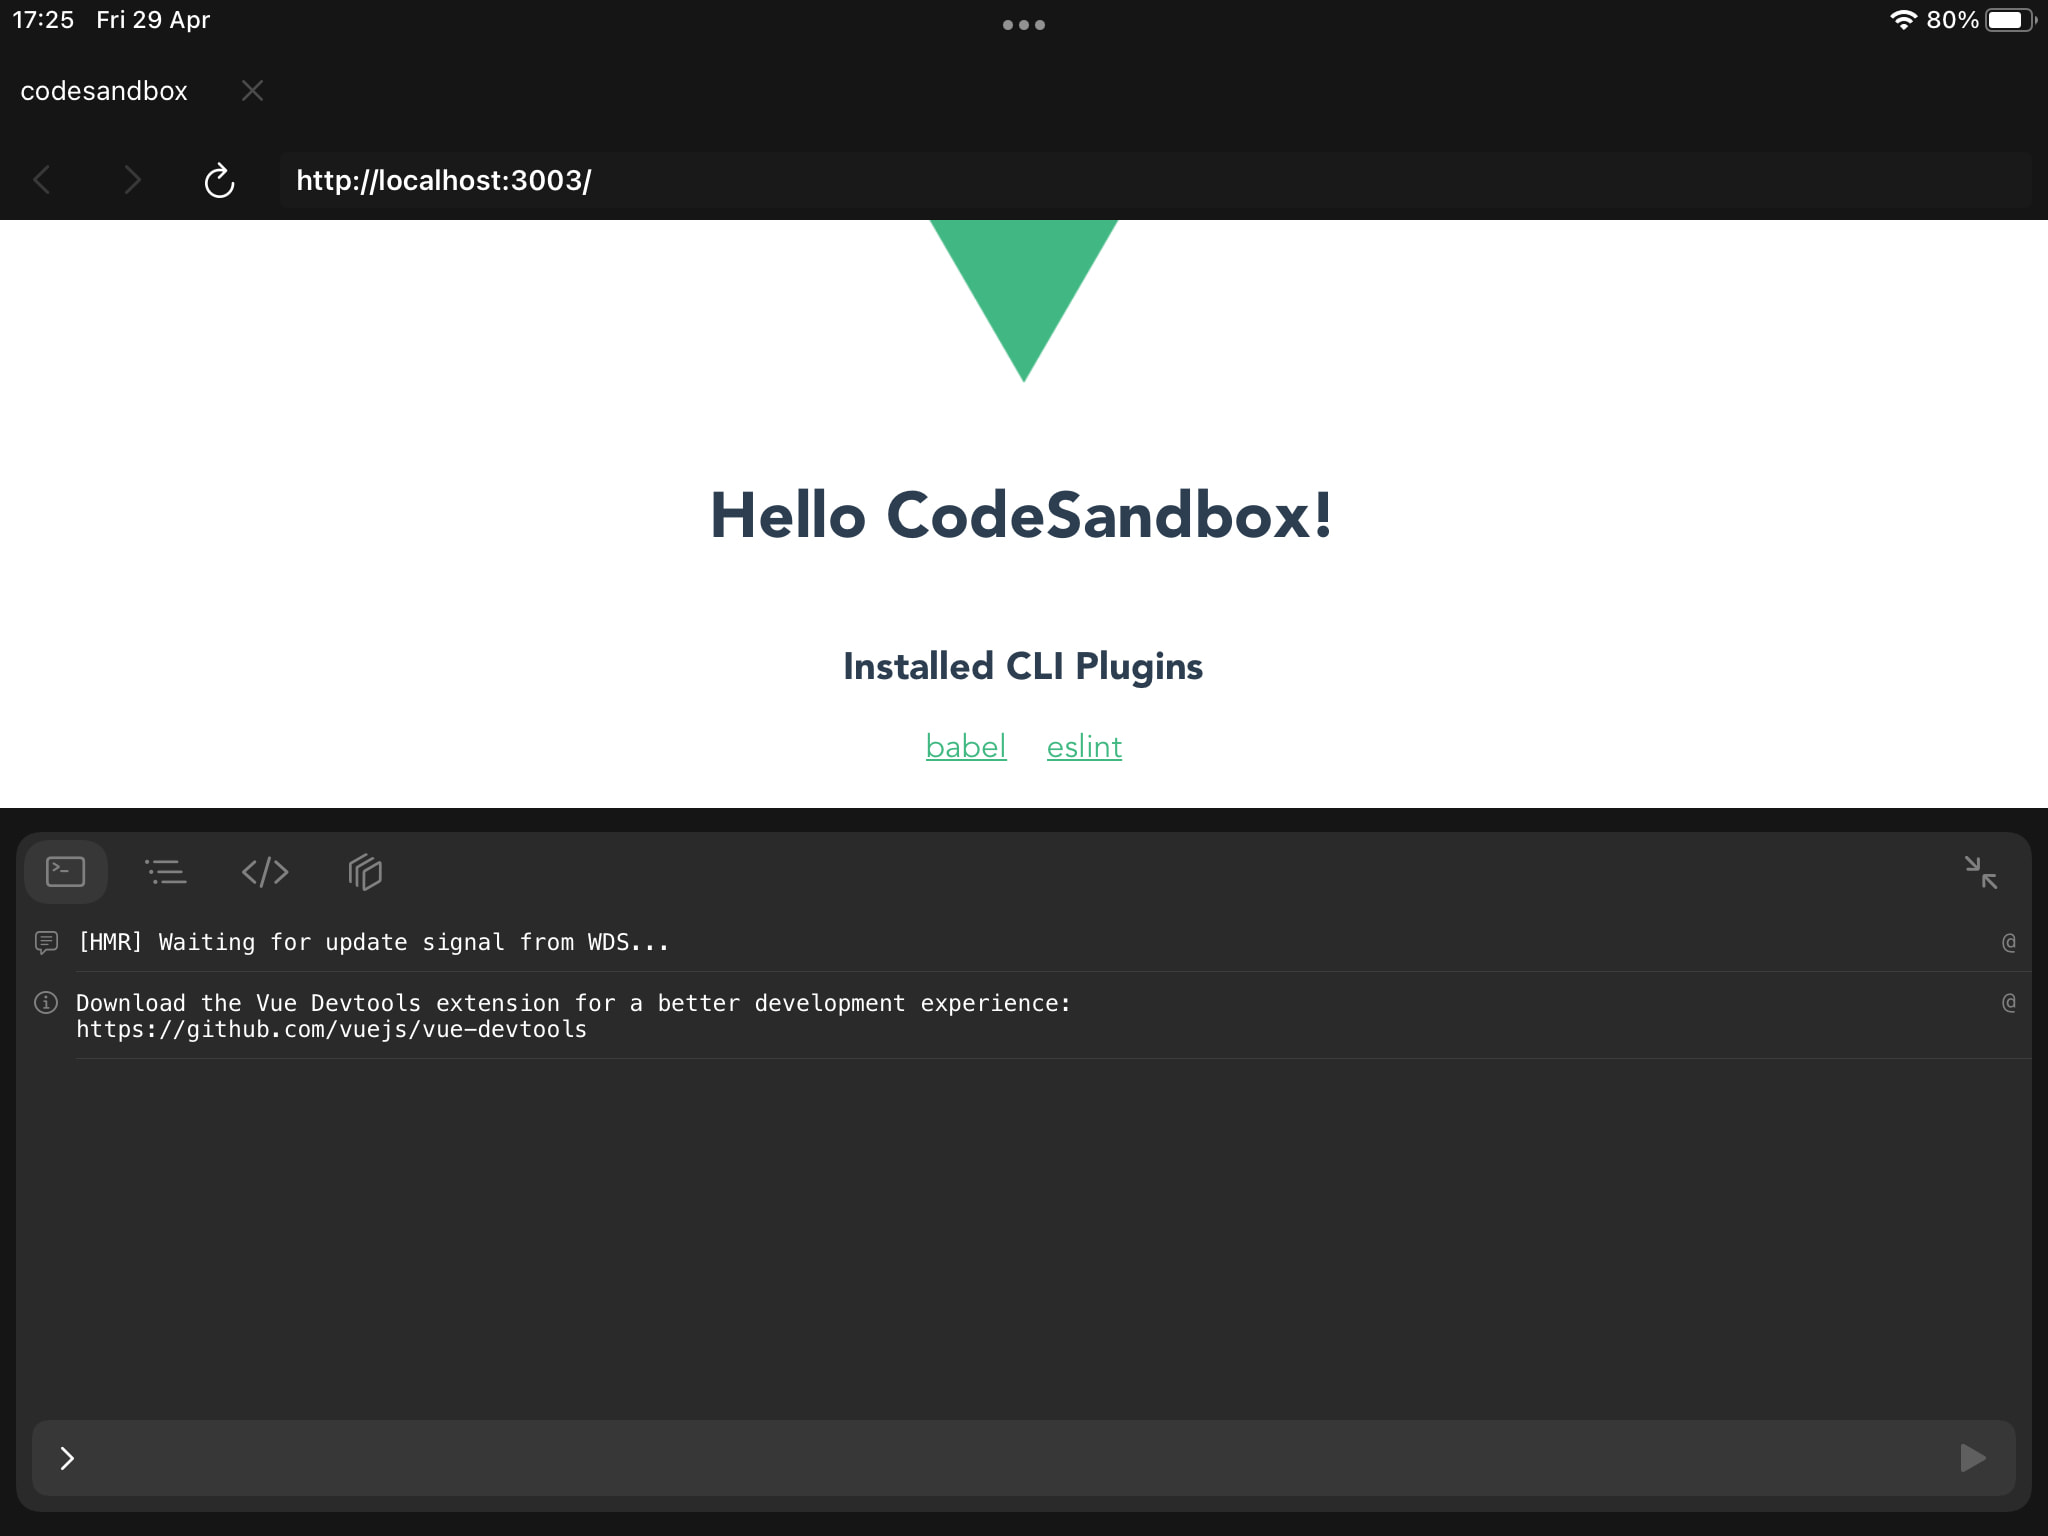 17:25 Fri 29 Apr
80%
codesandbox
http://localhost:3003/
Hello CodeSandbox!
Installed CLI Plugins
babel eslint
[HMR] Waiting for update signal from WDS... @
Download the Vue Devtools extension for a better development experience: @
https://github.com/vuejs/vue-devtools